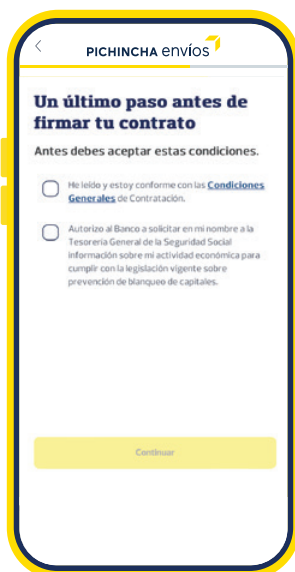 PICHINCHA envíos
Un último paso antes de
firmar tu contrato
Antes debes aceptar estas condiciones.
He leído y estoy conforme con las Condiciones
Generales de Contratación.
Autorizo al Banco a solicitar en mi nombre a la
Tesorería General de la Seguridad Social
información sobre mi actividad económica para
cumplir con la legislación vigente sobre
prevención de blanqueo de capitales.
Continuar